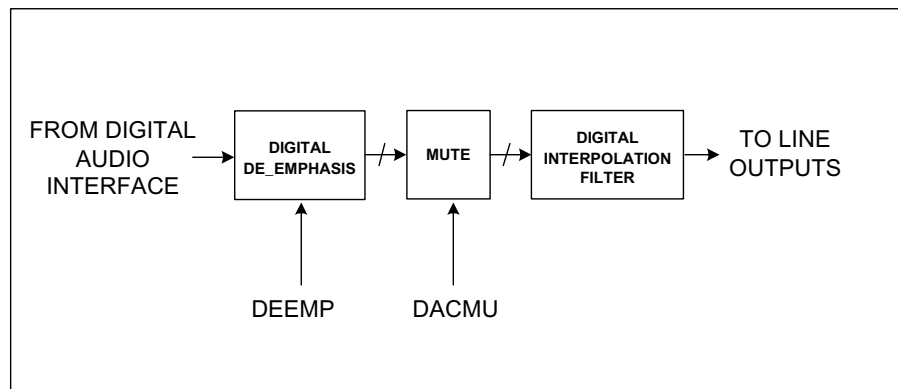 FROM DIGITAL
AUDIO
INTERFACE
DIGITAL
DE_EMPHASIS
MUTE
DIGITAL
INTERPOLATION
FILTER
TO LINE
OUTPUTS
DEEMP
DACMU